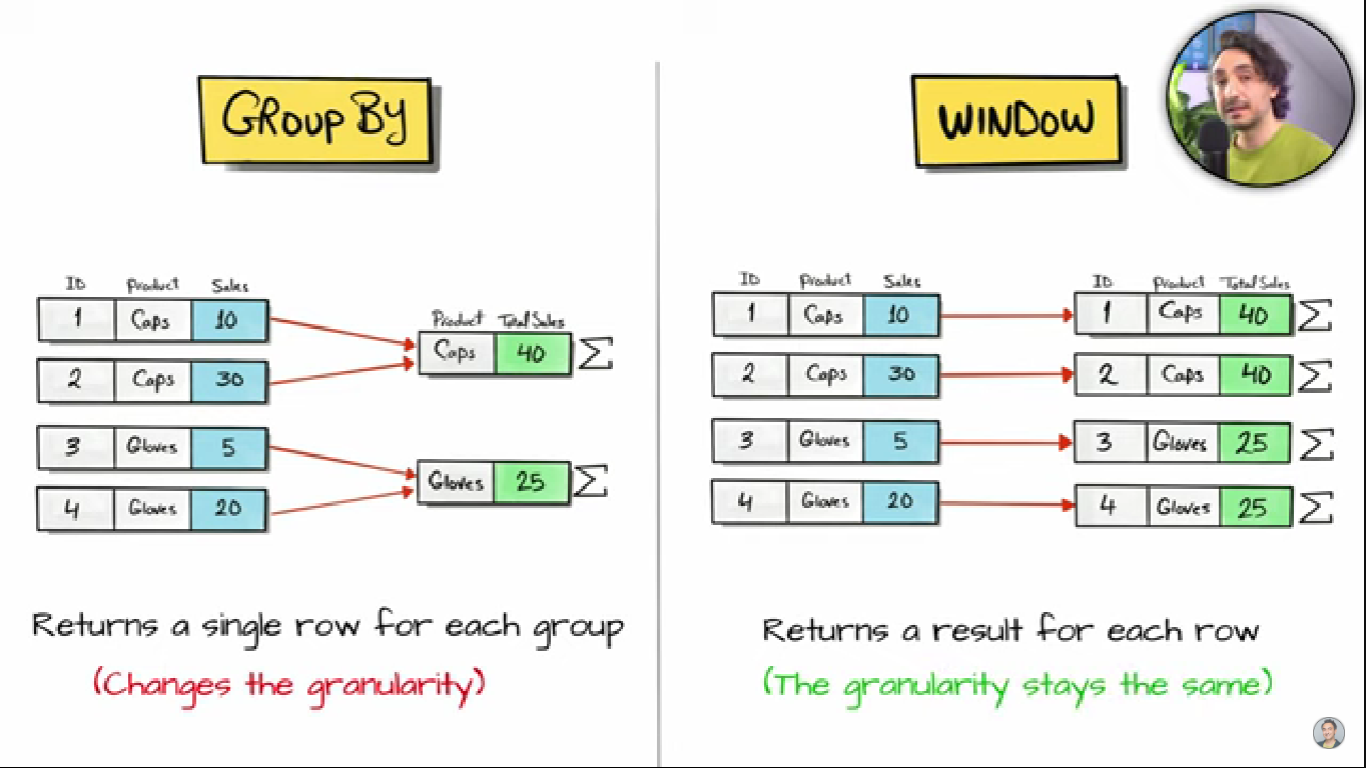 GROUP BY
ID Product Sales
1 Caps 10
2 Caps 30
3 Gloves 5
4 Gloves 20
Product Total Sales
Caps 40 Σ
Gloves 25 Σ
Returns a single row for each group
(Changes the granularity)
WINDOW
ID Product Sales
1 Caps 10
2 Caps 30
3 Gloves 5
4 Gloves 20
ID Product Total Sales
1 Caps 40 Σ
2 Caps 40 Σ
3 Gloves 25 Σ
4 Gloves 25 Σ
Returns a result for each row
(The granularity stays the same)